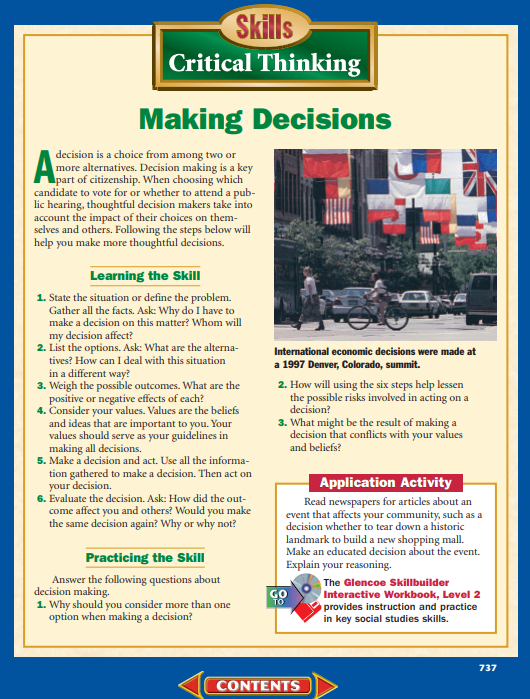 Skills
Critical Thinking
Making Decisions
A decision is a choice from among two or
more alternatives. Decision making is a key
part of citizenship. When choosing which
candidate to vote for or whether to attend a pub-
lic hearing, thoughtful decision makers take into
account the impact of their choices on them-
selves and others. Following the steps below will
help you make more thoughtful decisions.
Learning the Skill
1. State the situation or define the problem.
Gather all the facts. Ask: Why do I have to
make a decision on this matter? Whom will
my decision affect?
2. List the options. Ask: What are the alterna-
tives? How can I deal with this situation
in a different way?
3. Weigh the possible outcomes. What are the
positive or negative effects of each?
4. Consider your values. Values are the beliefs
and ideas that are important to you. Your
values should serve as your guidelines in
making all decisions.
5. Make a decision and act. Use all the informa-
tion gathered to make a decision. Then act on
your decision.
6. Evaluate the decision. Ask: How did the out-
come affect you and others? Would you make
the same decision again? Why or why not?
Practicing the Skill
Answer the following questions about
decision making.
1. Why should you consider more than one
option when making a decision?
International economic decisions were made at
a 1997 Denver, Colorado, summit.
2. How will using the six steps help lessen
the possible risks involved in acting on a
decision?
3. What might be the result of making a
decision that conflicts with your values
and beliefs?
Application Activity
Read newspapers for articles about an
event that affects your community, such as a
decision whether to tear down a historic
landmark to build a new shopping mall.
Make an educated decision about the event.
Explain your reasoning.
GO
TO
The Glencoe Skillbuilder
Interactive Workbook, Level 2
provides instruction and practice
in key social studies skills.
737
CONTENTS